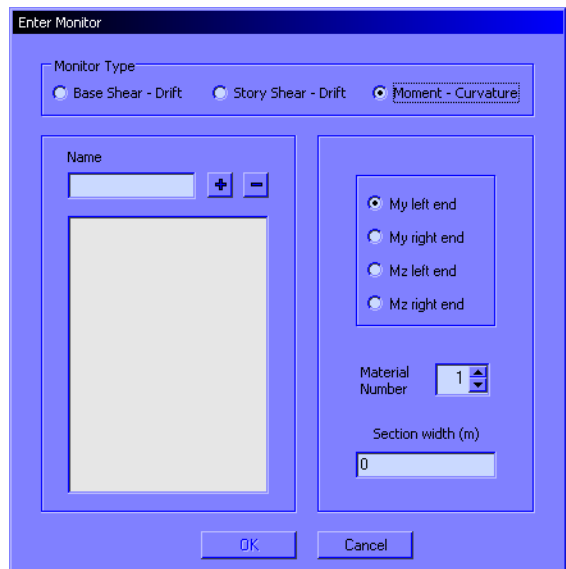 Enter Monitor
Monitor Type
Base Shear - Drift Story Shear - Drift Moment - Curvature
Name
+ -
My left end
My right end
Mz left end
Mz right end
Material
Number
1
Section width (m)
0
OK Cancel